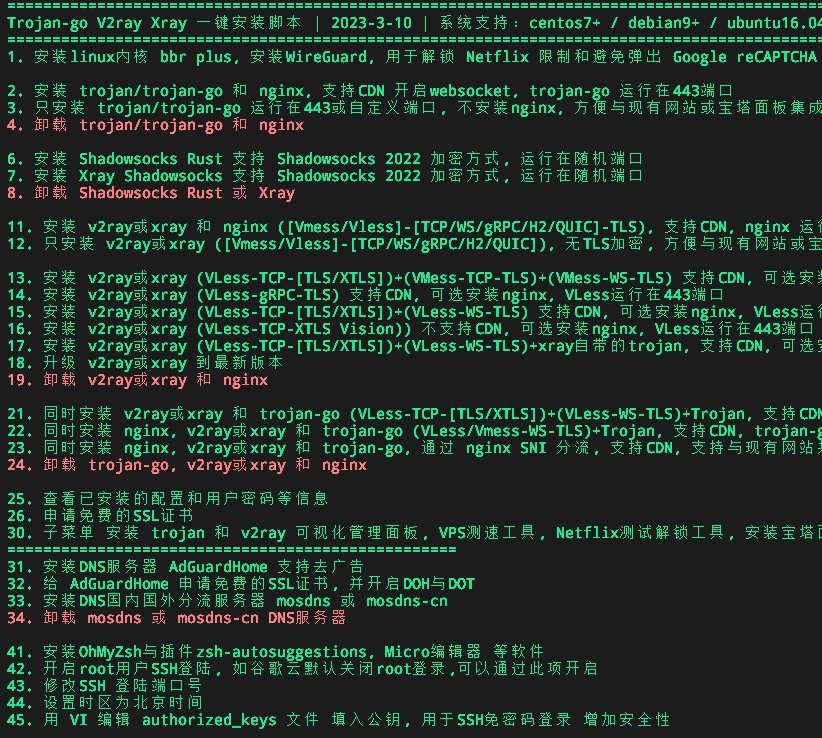 =====================================================================
Trojan-go V2ray Xray 一键安装脚本 | 2023-3-10 | 系统支持：centos7+ / debian9+ / ubuntu16.04
=====================================================================
1. 安装linux内核 bbr plus, 安装WireGuard, 用于解锁 Netflix 限制和避免弹出 Google reCAPTCHA
2. 安装 trojan/trojan-go 和 nginx, 支持CDN 开启websocket, trojan-go 运行在443端口
3. 只安装 trojan/trojan-go 运行在443或自定义端口, 不安装nginx, 方便与现有网站或宝塔面板集成
4. 卸载 trojan/trojan-go 和 nginx
6. 安装 Shadowsocks Rust 支持 Shadowsocks 2022 加密方式, 运行在随机端口
7. 安装 Xray Shadowsocks 支持 Shadowsocks 2022 加密方式, 运行在随机端口
8. 卸载 Shadowsocks Rust 或 Xray
11. 安装 v2ray或xray 和 nginx ([Vmess/Vless]-[TCP/WS/gRPC/H2/QUIC]-TLS), 支持CDN, nginx 运
12. 只安装 v2ray或xray ([Vmess/Vless]-[TCP/WS/gRPC/H2/QUIC]), 无TLS加密, 方便与现有网站或宝
13. 安装 v2ray或xray (VLess-TCP-[TLS/XTLS])+(VMess-TCP-TLS)+(VMess-WS-TLS) 支持CDN, 可选安
14. 安装 v2ray或xray (VLess-gRPC-TLS) 支持CDN, 可选安装nginx, VLess运行在443端口
15. 安装 v2ray或xray (VLess-TCP-[TLS/XTLS])+(VLess-WS-TLS) 支持CDN, 可选安装nginx, VLess运
16. 安装 v2ray或xray (VLess-TCP-XTLS Vision)) 不支持CDN, 可选安装nginx, VLess运行在443端口
17. 安装 v2ray或xray (VLess-TCP-[TLS/XTLS])+(VLess-WS-TLS)+xray自带的trojan, 支持CDN, 可选
18. 升级 v2ray或xray 到最新版本
19. 卸载 v2ray或xray 和 nginx
21. 同时安装 v2ray或xray 和 trojan-go (VLess-TCP-[TLS/XTLS])+(VLess-WS-TLS)+Trojan, 支持CDN
22. 同时安装 nginx, v2ray或xray 和 trojan-go (VLess/Vmess-WS-TLS)+Trojan, 支持CDN, trojan-g
23. 同时安装 nginx, v2ray或xray 和 trojan-go, 通过 nginx SNI 分流, 支持CDN, 支持与现有网站
24. 卸载 trojan-go, v2ray或xray 和 nginx
25. 查看已安装的配置和用户密码等信息
26. 申请免费的SSL证书
30. 子菜单 安装 trojan 和 v2ray 可视化管理面板, VPS测速工具, Netflix测试解锁工具, 安装宝塔面
==================================================
31. 安装DNS服务器 AdGuardHome 支持去广告
32. 给 AdGuardHome 申请免费的SSL证书, 并开启DOH与DOT
33. 安装DNS国内国外分流服务器 mosdns 或 mosdns-cn
34. 卸载 mosdns 或 mosdns-cn DNS服务器
41. 安装OhMyZsh与插件zsh-autosuggestions, Micro编辑器 等软件
42. 开启root用户SSH登陆, 如谷歌云默认关闭root登录,可以通过此项开启
43. 修改SSH 登陆端口号
44. 设置时区为北京时间
45. 用 VI 编辑 authorized_keys 文件 填入公钥, 用于SSH免密码登录 增加安全性